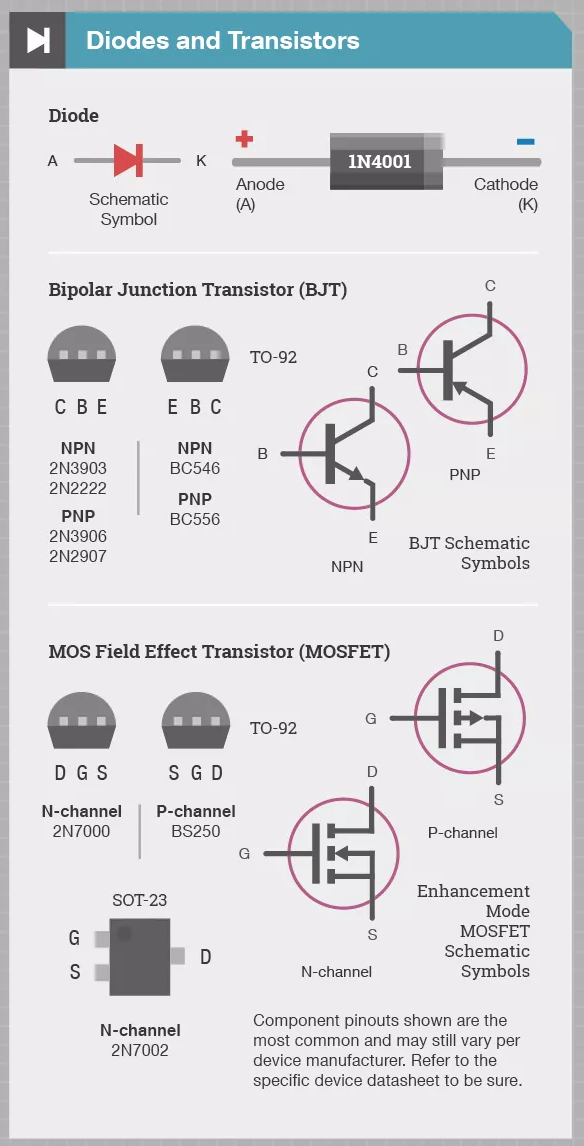 Diodes and Transistors
Diode
A
K
Schematic
Symbol
+
1N4001
-
Anode
(A)
Cathode
(K)
Bipolar Junction Transistor (BJT)
TO-92
C B E
E B C
NPN
2N3903
2N2222
PNP
2N3906
2N2907
NPN
BC546
PNP
BC556
C
B
E
PNP
C
B
E
NPN
BJT Schematic
Symbols
MOS Field Effect Transistor (MOSFET)
TO-92
D G S
S G D
N-channel
2N7000
P-channel
BS250
D
G
S
P-channel
D
G
S
N-channel
Enhancement
Mode
MOSFET
Schematic
Symbols
SOT-23
G
S
D
N-channel
2N7002
Component pinouts shown are the
most common and may still vary per
device manufacturer. Refer to the
specific device datasheet to be sure.